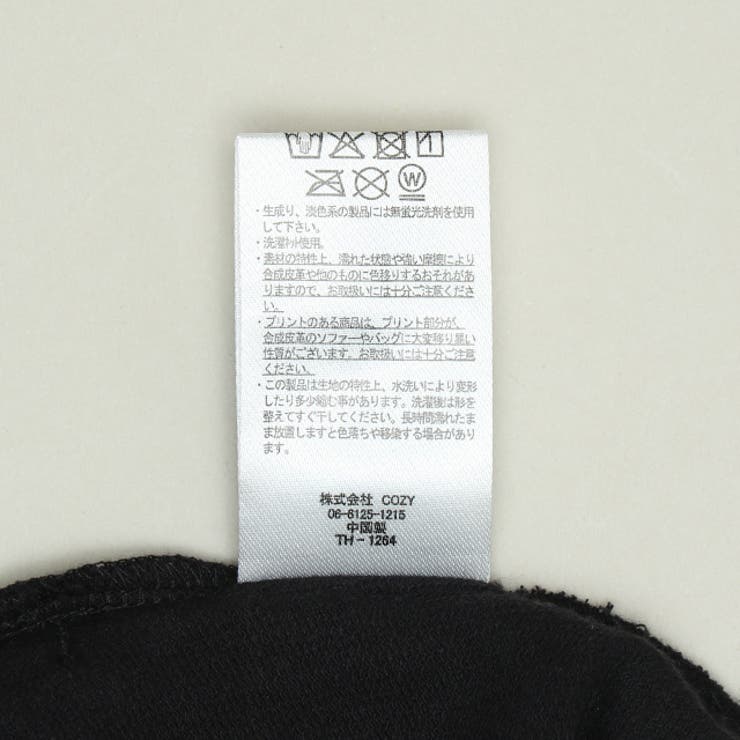 W
・生成り、淡色系の製品には無蛍光洗剤を使用
して下さい。
・洗濯ﾈｯﾄ使用。
・素材の特性上、濡れた状態や強い摩擦により
合成皮革や他のものに色移りするおそれがあ
りますので、お取扱いには十分ご注意くださ
い。
・プリントのある商品は、プリント部分が、
合成皮革のソファーやバッグに大変移り易い
性質がございます。お取扱いには十分ご注意
ください。
・この製品は生地の特性上、水洗いにより変形
したり多少縮む事があります。洗濯後は形を
整えてすぐ干してください。長時間濡れたま
ま放置しますと色落ちや移染する場合があり
ます。
株式会社 COZY
06-6125-1215
中国製
TH-1264